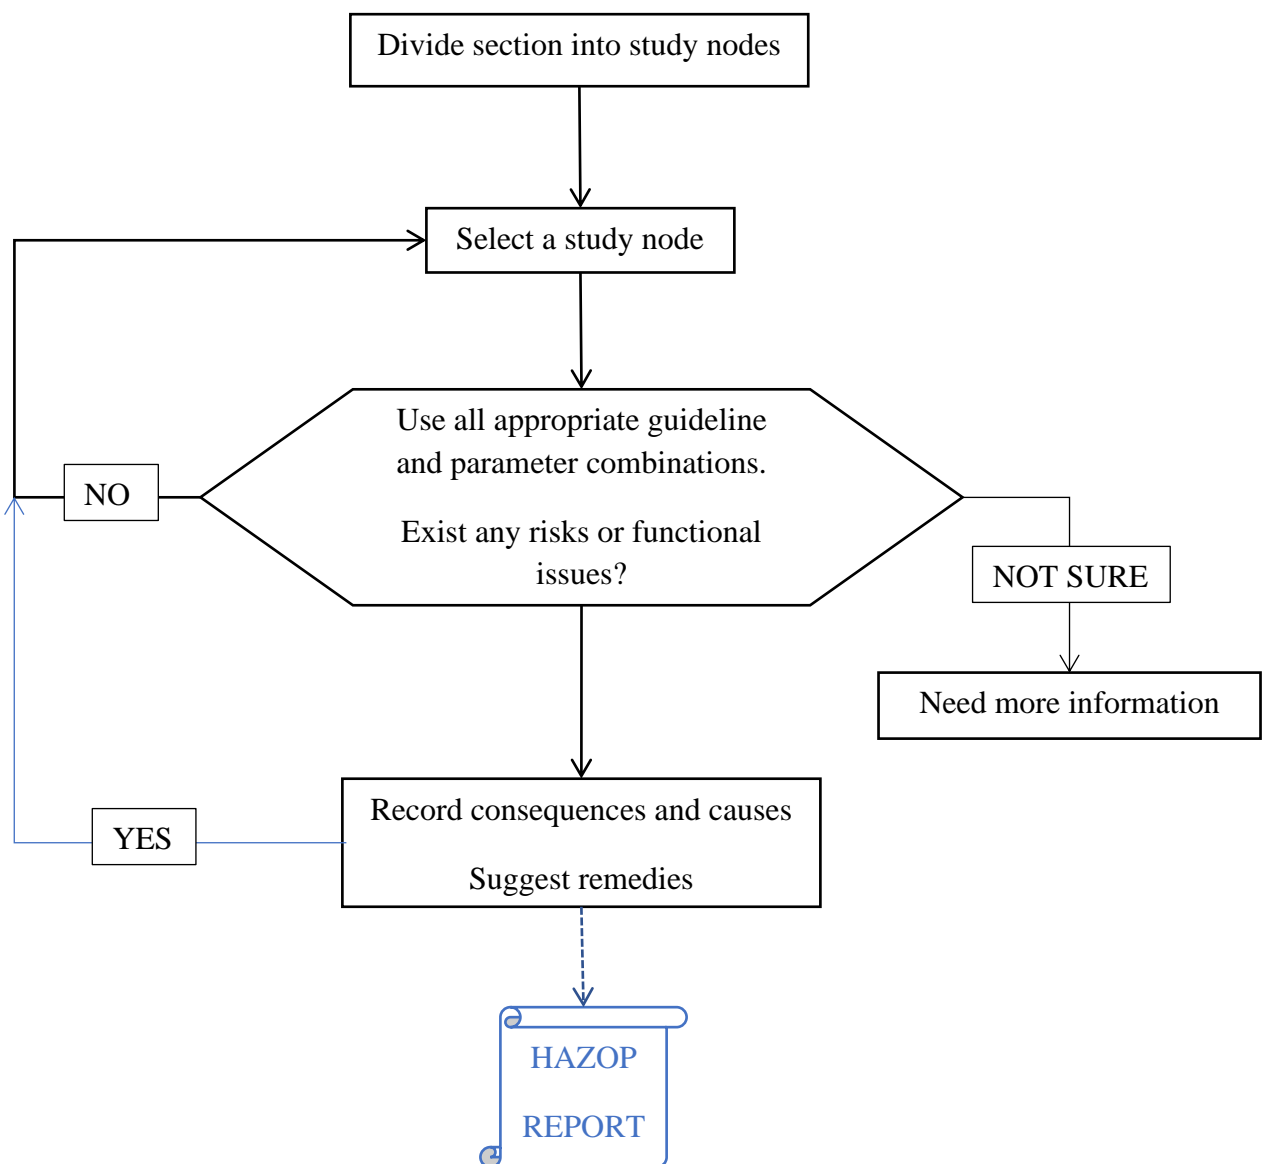 Divide section into study nodes
Select a study node
Use all appropriate guideline
and parameter combinations.
Exist any risks or functional
issues?
NO
NOT SURE
Need more information
Record consequences and causes
Suggest remedies
YES
HAZOP
REPORT